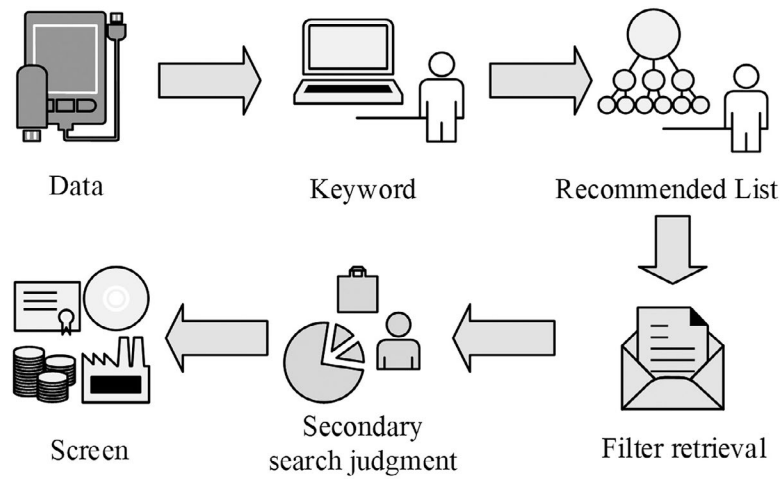 Data
Keyword
Recommended List
Filter retrieval
Secondary
search judgment
Screen